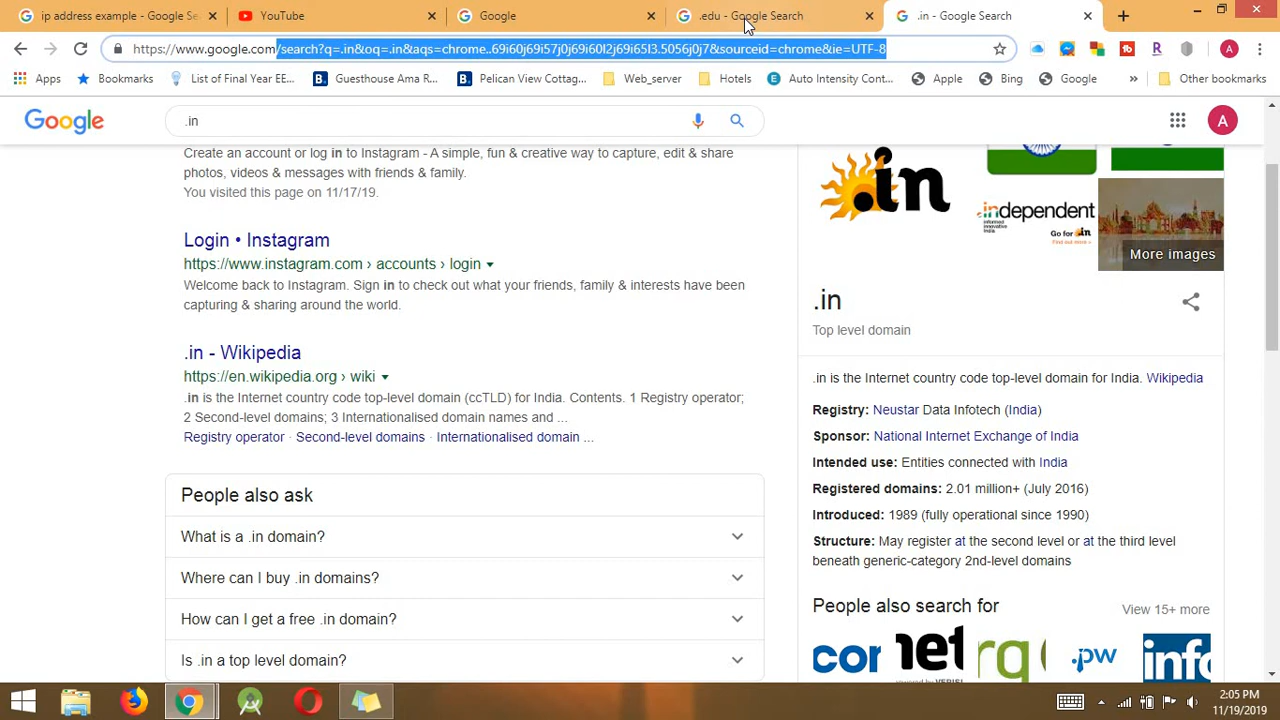 ip address example - Google Se
YouTube
Google
.edu - Google Search
.in - Google Search
https://www.google.com/search?q=.in&oq=.in&aqs=chrome..69i60j69i57j0j69i60l2j69i65l3.5056j0j7&sourceid=chrome&ie=UTF-8
A
Apps
Bookmarks
List of Final Year EE...
Guesthouse Ama R...
Pelican View Cottag...
Web_server
Hotels
Auto Intensity Cont...
Apple
Bing
Google
»
Other bookmarks
Google
.in
A
Create an account or log in to Instagram - A simple, fun & creative way to capture, edit & share
photos, videos & messages with friends & family.
You visited this page on 11/17/19.
Login • Instagram
https://www.instagram.com › accounts › login
Welcome back to Instagram. Sign in to check out what your friends, family & interests have been
capturing & sharing around the world.
.in - Wikipedia
https://en.wikipedia.org › wiki
.in is the Internet country code top-level domain (ccTLD) for India. Contents. 1 Registry operator;
2 Second-level domains; 3 Internationalised domain names and ...
Registry operator · Second-level domains · Internationalised domain ...
People also ask
What is a .in domain?
Where can I buy .in domains?
How can I get a free .in domain?
Is .in a top level domain?
.in
independent
Go for .in
More images
.in
Top level domain
.in is the Internet country code top-level domain for India. Wikipedia
Registry: Neustar Data Infotech (India)
Sponsor: National Internet Exchange of India
Intended use: Entities connected with India
Registered domains: 2.01 million+ (July 2016)
Introduced: 1989 (fully operational since 1990)
Structure: May register at the second level or at the third level
beneath generic-category 2nd-level domains
People also search for
View 15+ more
.net
.pw
info
2:05 PM
11/19/2019